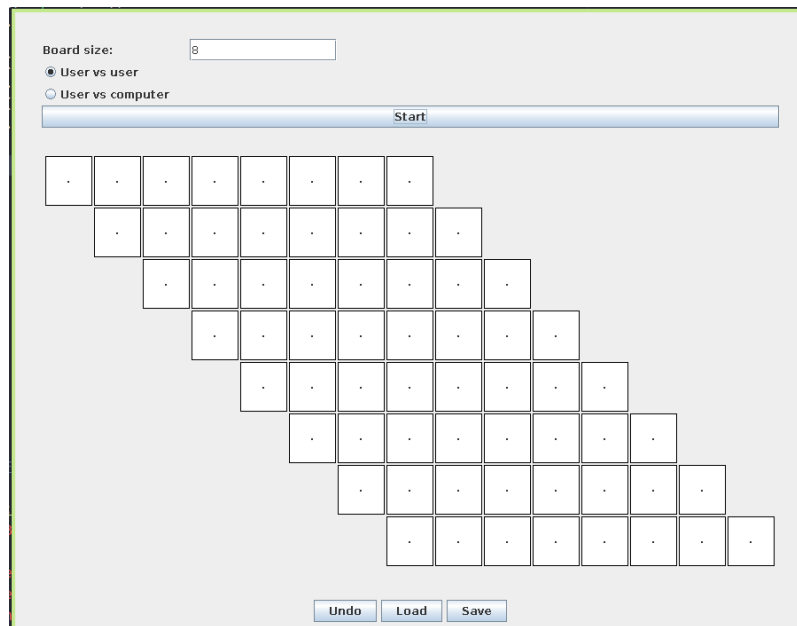 Board size: 8
User vs user
User vs computer
Start
. . . . . . . .
. . . . . . . .
. . . . . . . .
. . . . . . . .
. . . . . . . .
. . . . . . . .
. . . . . . . .
. . . . . . . .
Undo Load Save